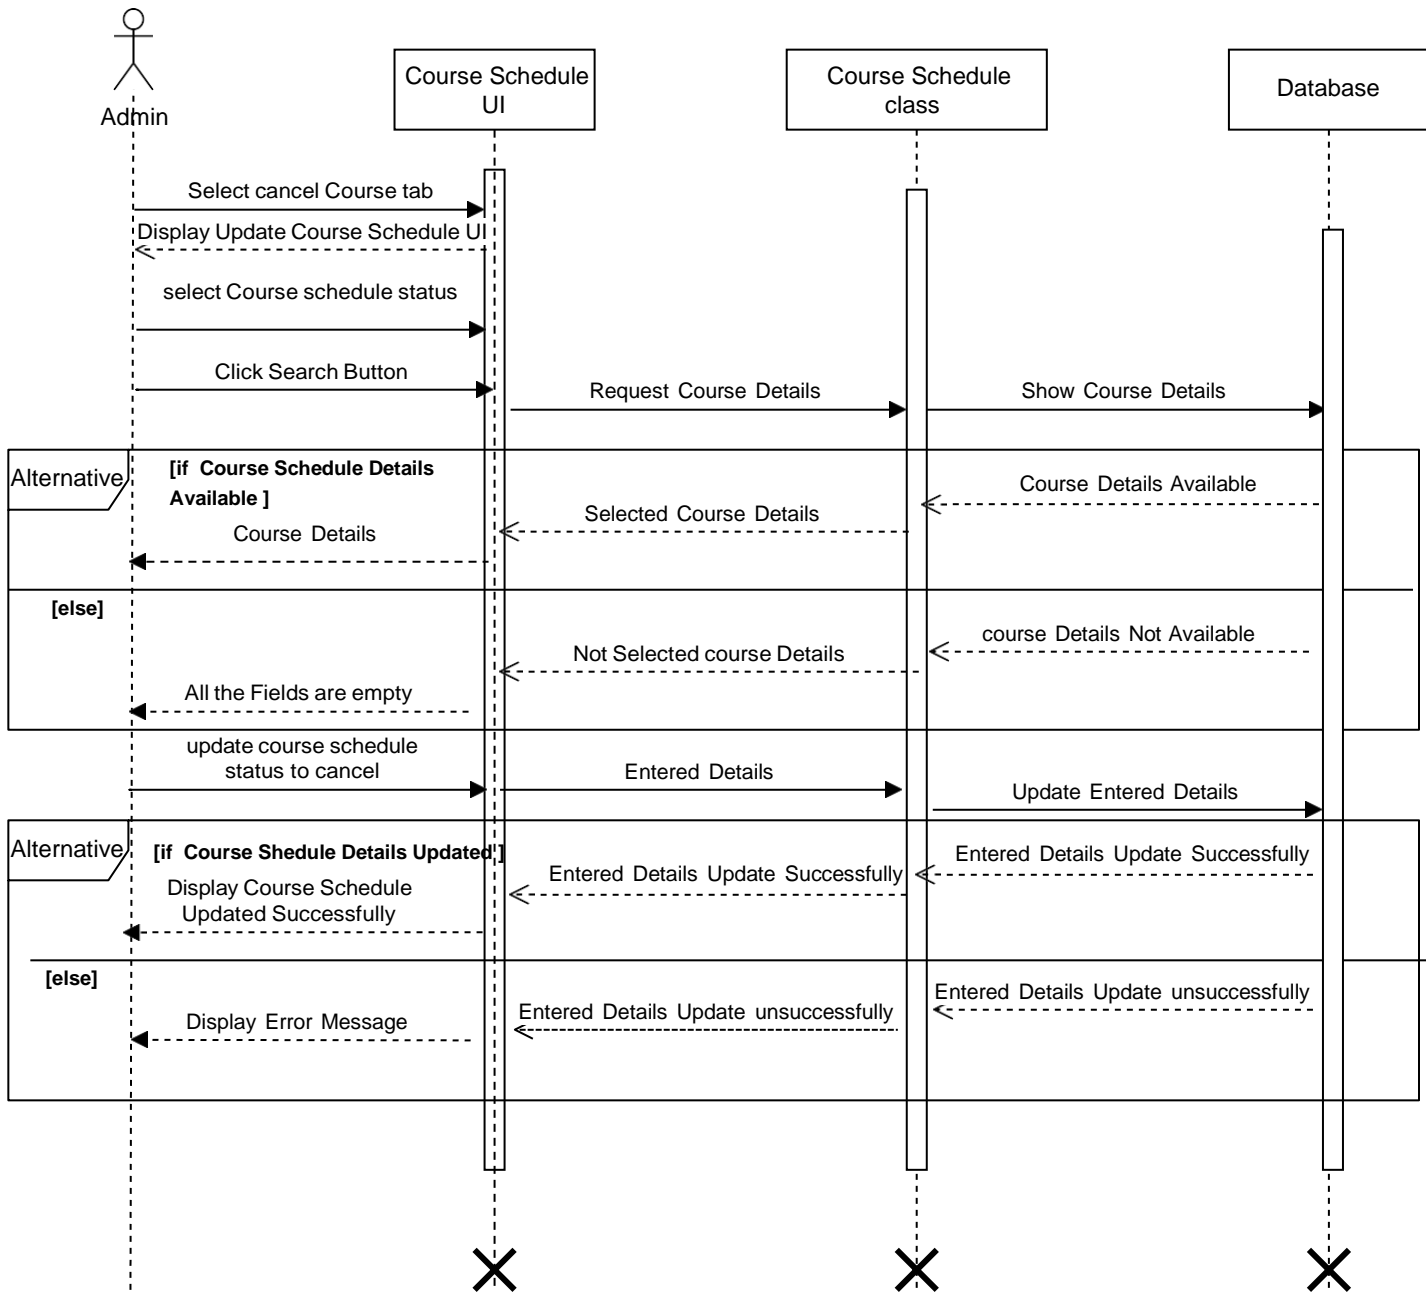 Admin
Course Schedule
UI
Course Schedule
class
Database
Select cancel Course tab
Display Update Course Schedule UI
select Course schedule status
Click Search Button
Request Course Details
Show Course Details
Alternative
[if Course Schedule Details
Available ]
Course Details Available
Selected Course Details
Course Details
[else]
course Details Not Available
Not Selected course Details
All the Fields are empty
update course schedule
status to cancel
Entered Details
Update Entered Details
Alternative
[if Course Shedule Details Updated ]
Entered Details Update Successfully
Entered Details Update Successfully
Display Course Schedule
Updated Successfully
[else]
Entered Details Update unsuccessfully
Entered Details Update unsuccessfully
Display Error Message